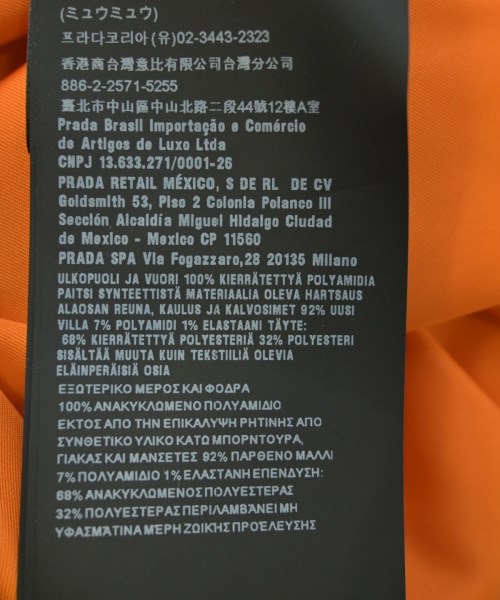 (ミュウミュウ)
프라다코리아(유)02-3443-2323
香港商台灣意比有限公司台灣分公司
886-2-2571-5255
臺北市中山區中山北路二段44號12樓A室
Prada Brasil Importação e Comércio
de Artigos de Luxo Ltda
CNPJ 13.633.271/0001-26
PRADA RETAIL MÉXICO, S DE RL DE CV
Goldsmith 53, Piso 2 Colonia Polanco III
Sección Alcaldía Miguel Hidalgo Ciudad
de Mexico - Mexico CP 11560
PRADA SPA Via Fogazzaro,28 20135 Milano
ULKOPUOLI JA VUORI 100% KIERRÄTETTYÄ POLYAMIDIA
PAITSI SYNTEETTISTÄ MATERIAALIA OLEVA HARTSAUS
ALAOSAN REUNA, KAULUS JA KALVOSIMET 92% UUSI
VILLA 7% POLYAMIDI 1% ELASTAANI TÄYTE:
68% KIERRÄTETTYÄ POLYESTERIÄ 32% POLYESTERI
SISÄLTÄÄ MUUTA KUIN TEKSTIILIÄ OLEVIA
ELÄINPERÄISIÄ OSIA
ΕΞΩΤΕΡΙΚΟ ΜΕΡΟΣ ΚΑΙ ΦΟΔΡΑ
100% ΑΝΑΚΥΚΛΩΜΕΝΟ ΠΟΛΥΑΜΙΔΙΟ
ΕΚΤΟΣ ΑΠΟ ΤΗΝ ΕΠΙΚΑΛΥΨΗ ΡΗΤΙΝΗΣ ΑΠΟ
ΣΥΝΘΕΤΙΚΟ ΥΛΙΚΟ ΚΑΤΩ ΜΠΟΡΝΤΟΥΡΑ,
ΓΙΑΚΑΣ ΚΑΙ ΜΑΝΣΕΤΕΣ 92% ΠΑΡΘΕΝΟ ΜΑΛΛΙ
7% ΠΟΛΥΑΜΙΔΙΟ 1% ΕΛΑΣΤΑΝΗ ΕΠΕΝΔΥΣΗ:
68% ΑΝΑΚΥΚΛΩΜΕΝΟΣ ΠΟΛΥΕΣΤΕΡΑΣ
32% ΠΟΛΥΕΣΤΕΡΑΣ ΠΕΡΙΛΑΜΒΆΝΕΙ ΜΗ
ΥΦΑΣΜΆΤΙΝΑ ΜΈΡΗ ΖΩΙΚΉΣ ΠΡΟΈΛΕΥΣΗΣ